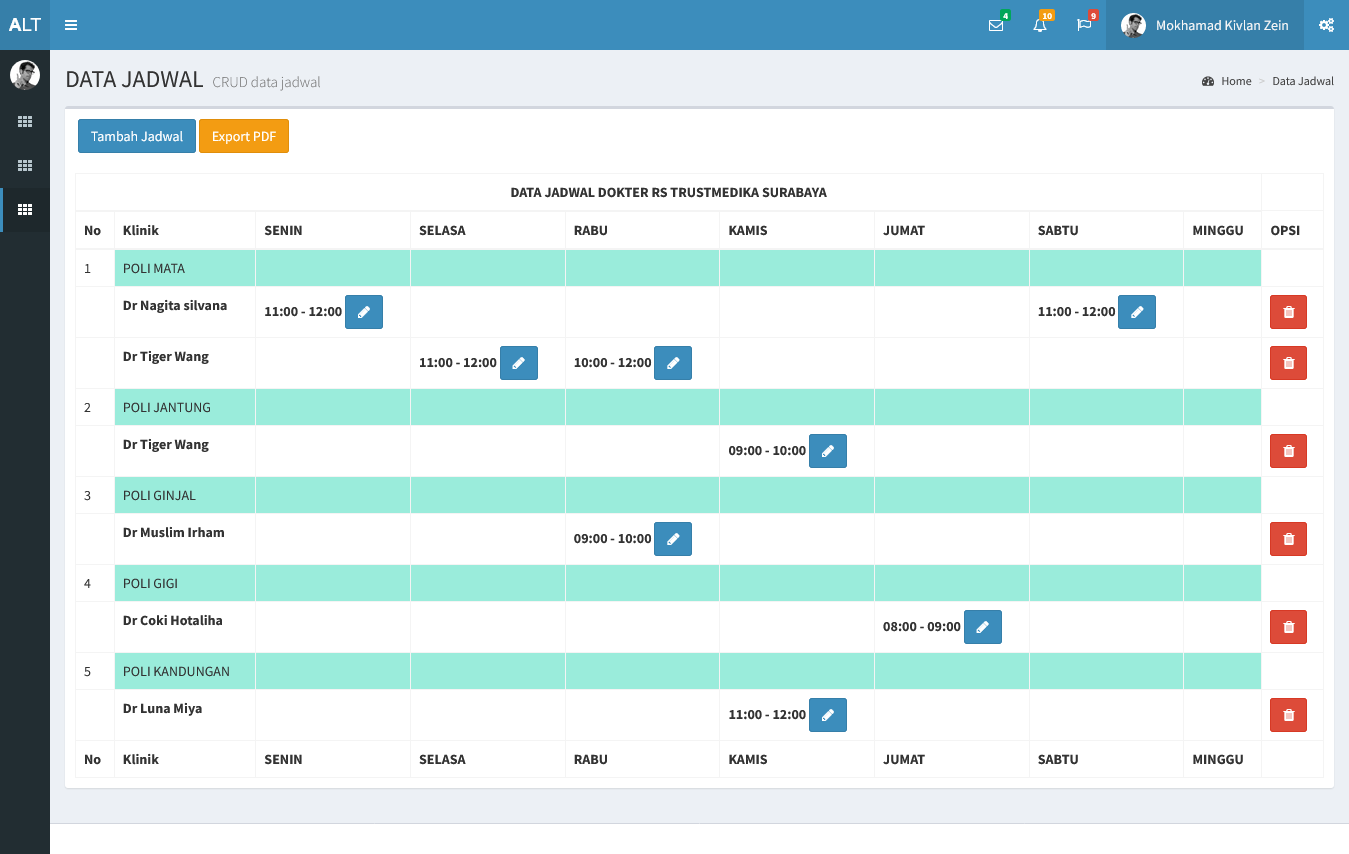 ALT
4
10
9
Mokhamad Kivlan Zein
DATA JADWAL CRUD data jadwal
Home > Data Jadwal
Tambah Jadwal
Export PDF
DATA JADWAL DOKTER RS TRUSTMEDIKA SURABAYA
No Klinik SENIN SELASA RABU KAMIS JUMAT SABTU MINGGU OPSI
1 POLI MATA
Dr Nagita silvana 11:00 - 12:00 11:00 - 12:00
Dr Tiger Wang 11:00 - 12:00 10:00 - 12:00
2 POLI JANTUNG
Dr Tiger Wang 09:00 - 10:00
3 POLI GINJAL
Dr Muslim Irham 09:00 - 10:00
4 POLI GIGI
Dr Coki Hotaliha 08:00 - 09:00
5 POLI KANDUNGAN
Dr Luna Miya 11:00 - 12:00
No Klinik SENIN SELASA RABU KAMIS JUMAT SABTU MINGGU